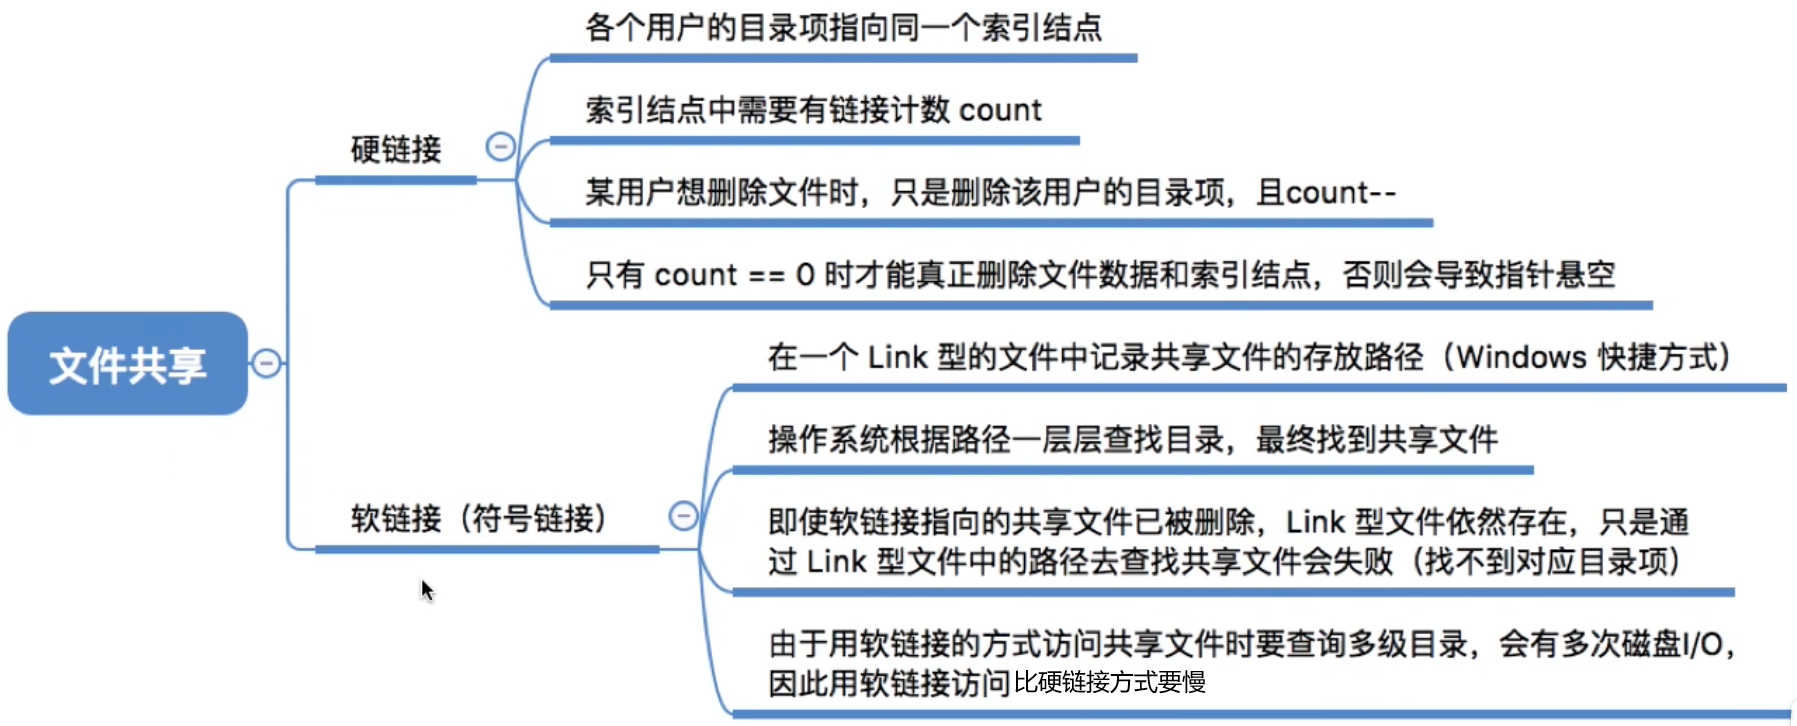 各个用户的目录项指向同一个索引结点
索引结点中需要有链接计数 count
硬链接
某用户想删除文件时，只是删除该用户的目录项，且count--
只有 count == 0 时才能真正删除文件数据和索引结点，否则会导致指针悬空
文件共享
在一个 Link 型的文件中记录共享文件的存放路径（Windows 快捷方式）
操作系统根据路径一层层查找目录，最终找到共享文件
软链接（符号链接）
即使软链接指向的共享文件已被删除，Link 型文件依然存在，只是通
过 Link 型文件中的路径去查找共享文件会失败（找不到对应目录项）
由于用软链接的方式访问共享文件时要查询多级目录，会有多次磁盘I/O，
因此用软链接访问比硬链接方式要慢